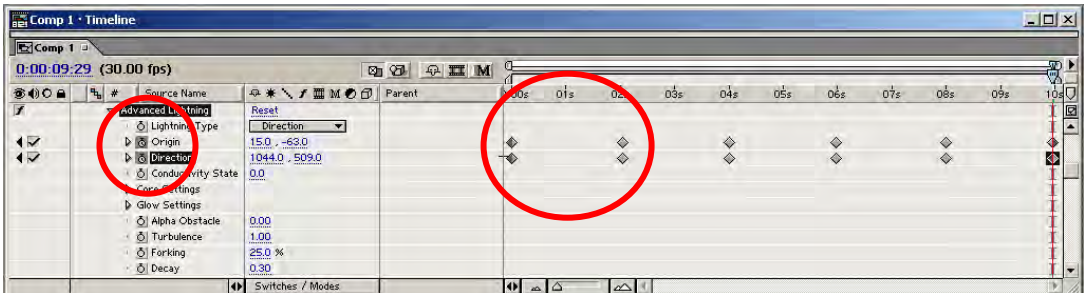 Comp 1 • Timeline
Comp 1
0:00:09:29 (30.00 fps)
# Source Name Parent :00s 01s 02s 03s 04s 05s 06s 07s 08s 09s 10s
Advanced Lightning Reset
Lightning Type Direction
Origin 15.0 , -63.0
Direction 1044.0 , 509.0
Conductivity State 0.0
Core Settings
Glow Settings
Alpha Obstacle 0.00
Turbulence 1.00
Forking 25.0 %
Decay 0.30
Switches / Modes